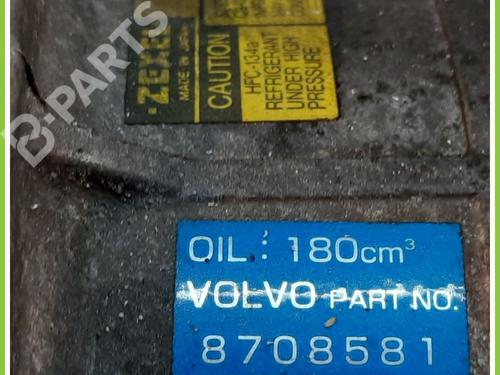 ZEXEL
MADE IN JAPAN
CAUTION
HFC-134a
REFRIGERANT
UNDER HIGH
PRESSURE
B-PARTS
OIL: 180cm³
VOLVO PART NO.
8708581